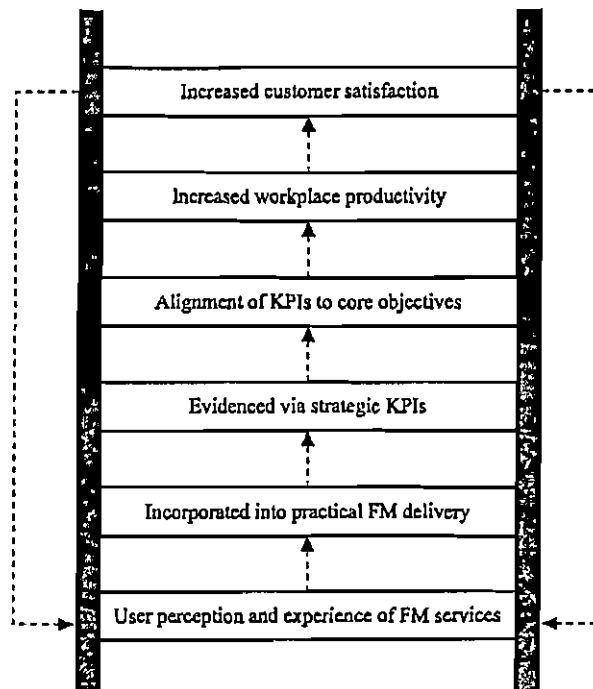 Increased customer satisfaction
Increased workplace productivity
Alignment of KPIs to core objectives
Evidenced via strategic KPIs
Incorporated into practical FM delivery
User perception and experience of FM services